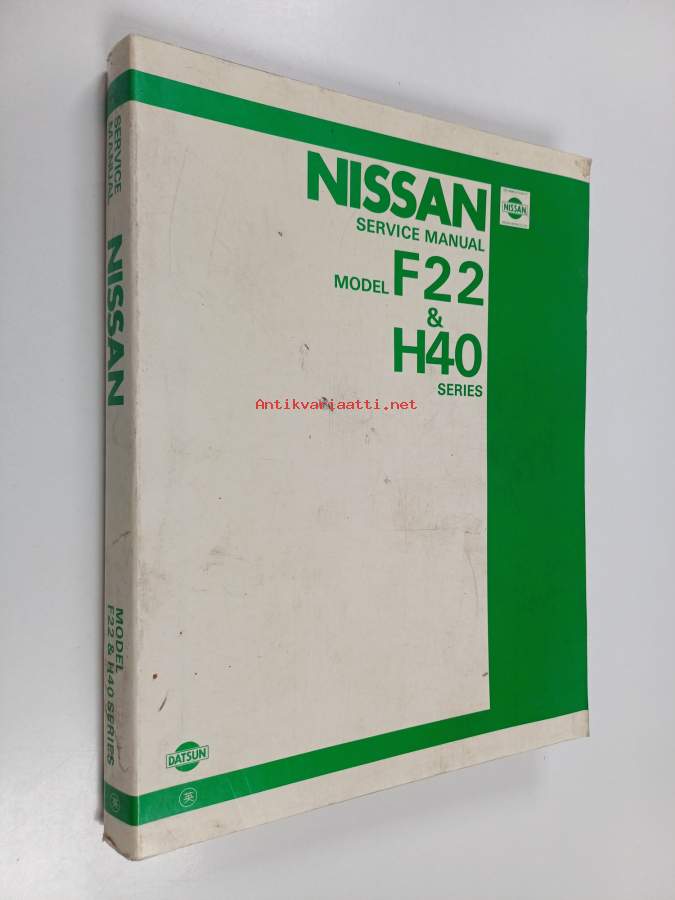 NISSAN
SERVICE MANUAL
MODEL F22
&
H40
SERIES
NISSAN
Antikvariaatti.net
DATSUN
英
SERVICE
MANUAL
NISSAN
MODEL
F22 & H40 SERIES
英